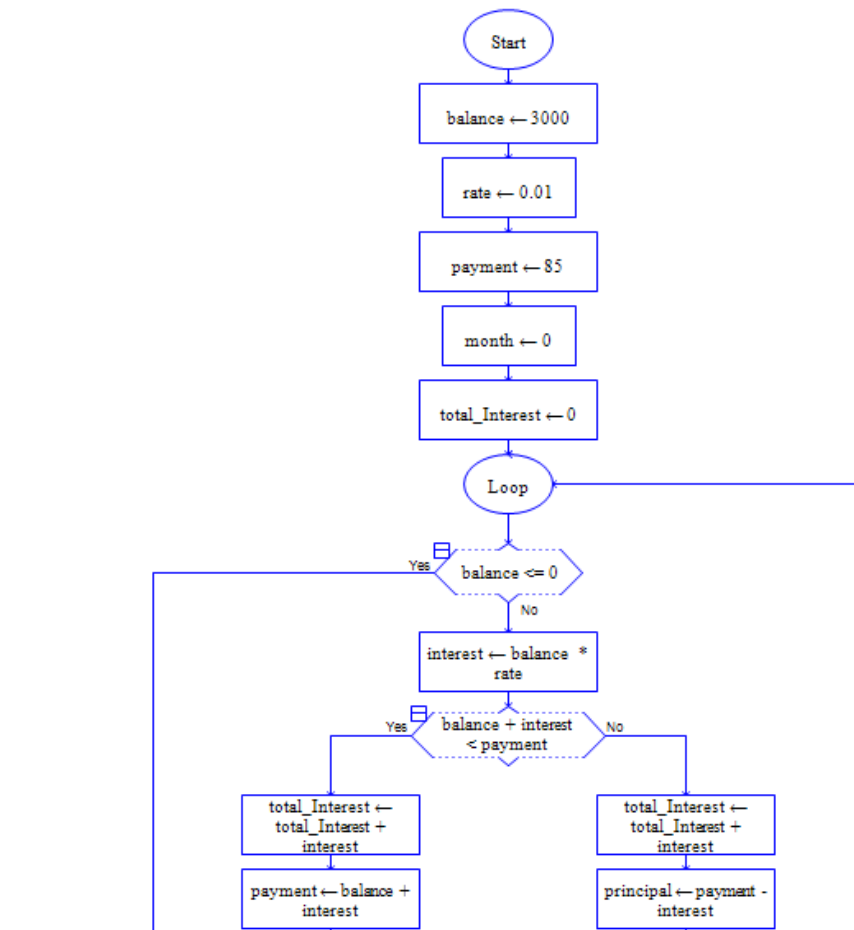 Start
balance ← 3000
rate ← 0.01
payment ← 85
month ← 0
total_Interest ← 0
Loop
Yes
balance <= 0
No
interest ← balance *
rate
Yes
balance + interest
< payment
No
total_Interest ←
total_Interest +
interest
total_Interest ←
total_Interest +
interest
payment ← balance +
interest
principal ← payment -
interest